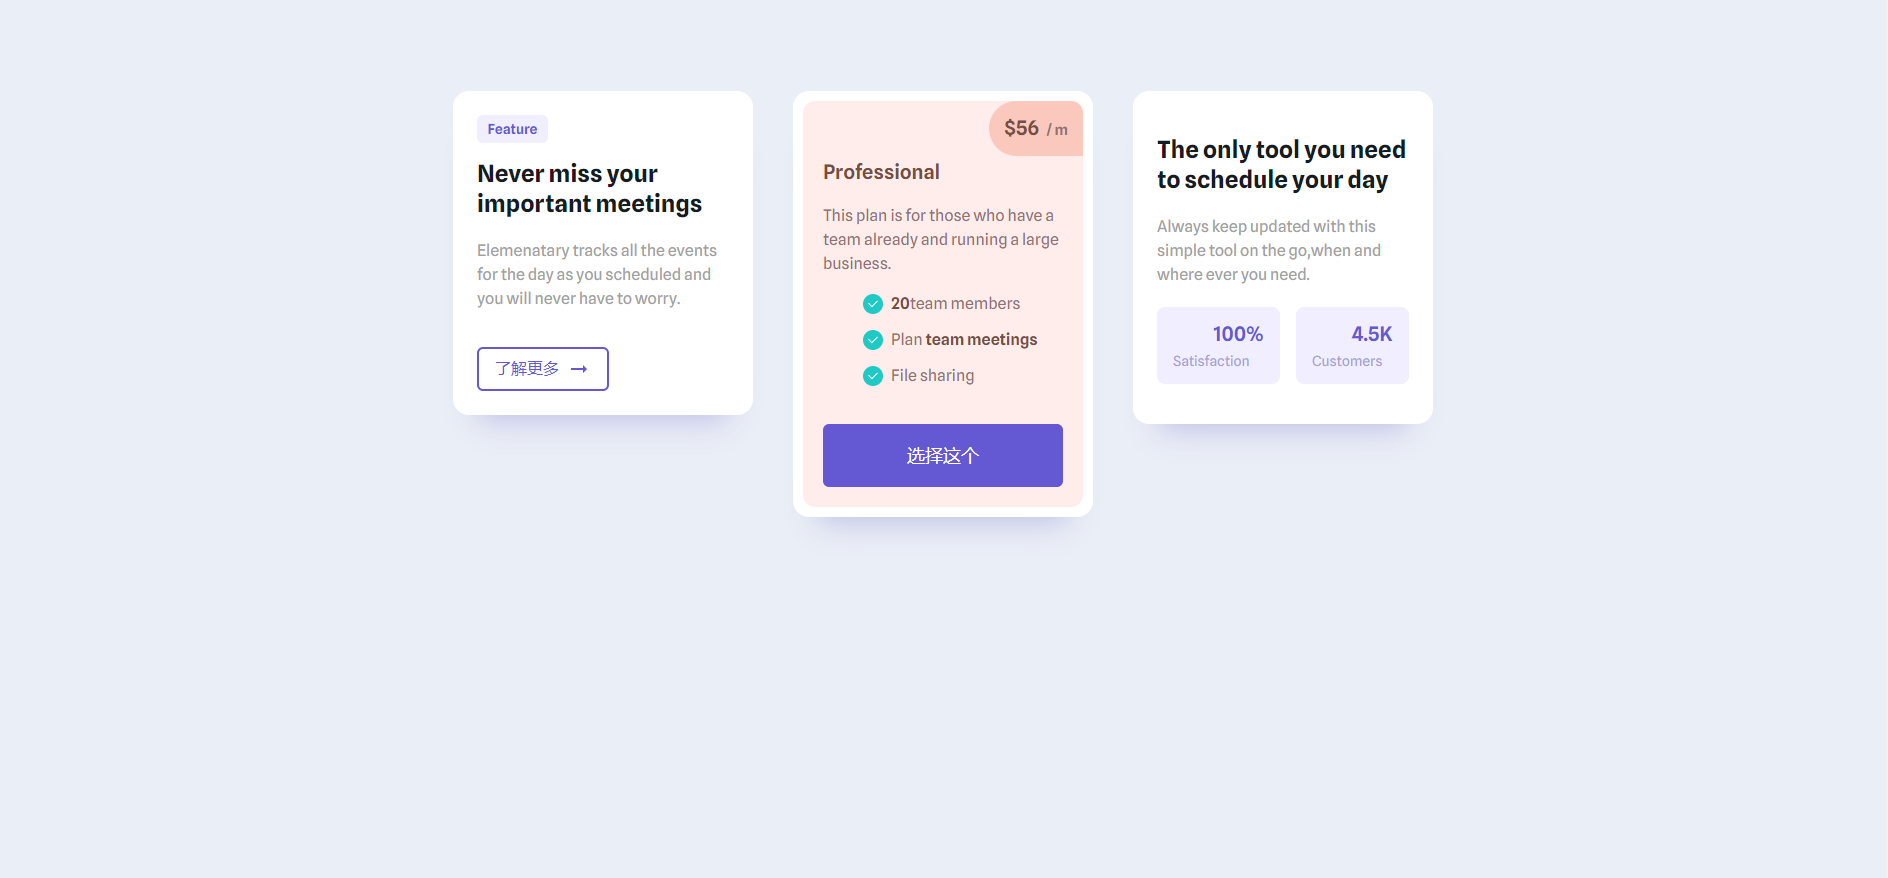 Feature
Never miss your
important meetings
Elemenatary tracks all the events
for the day as you scheduled and
you will never have to worry.
了解更多
$56 / m
Professional
This plan is for those who have a
team already and running a large
business.
20team members
Plan team meetings
File sharing
选择这个
The only tool you need
to schedule your day
Always keep updated with this
simple tool on the go,when and
where ever you need.
100%
Satisfaction
4.5K
Customers